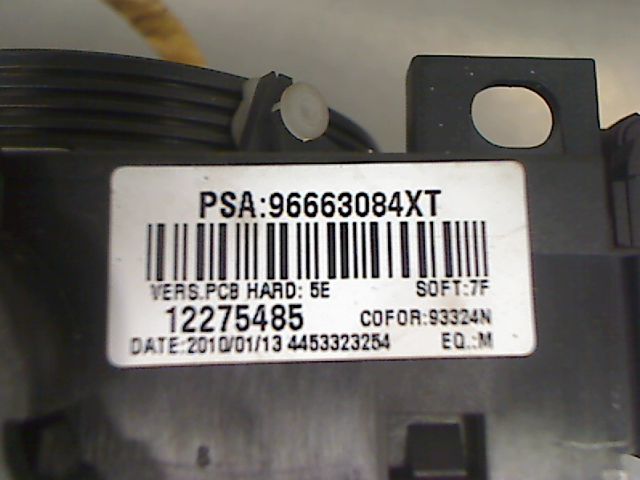 PSA:96663084XT
VERS.PCB HARD: 5E SOFT:7F
12275485 COFOR:93324N
DATE:2010/01/13 4453323254 EQ.:M